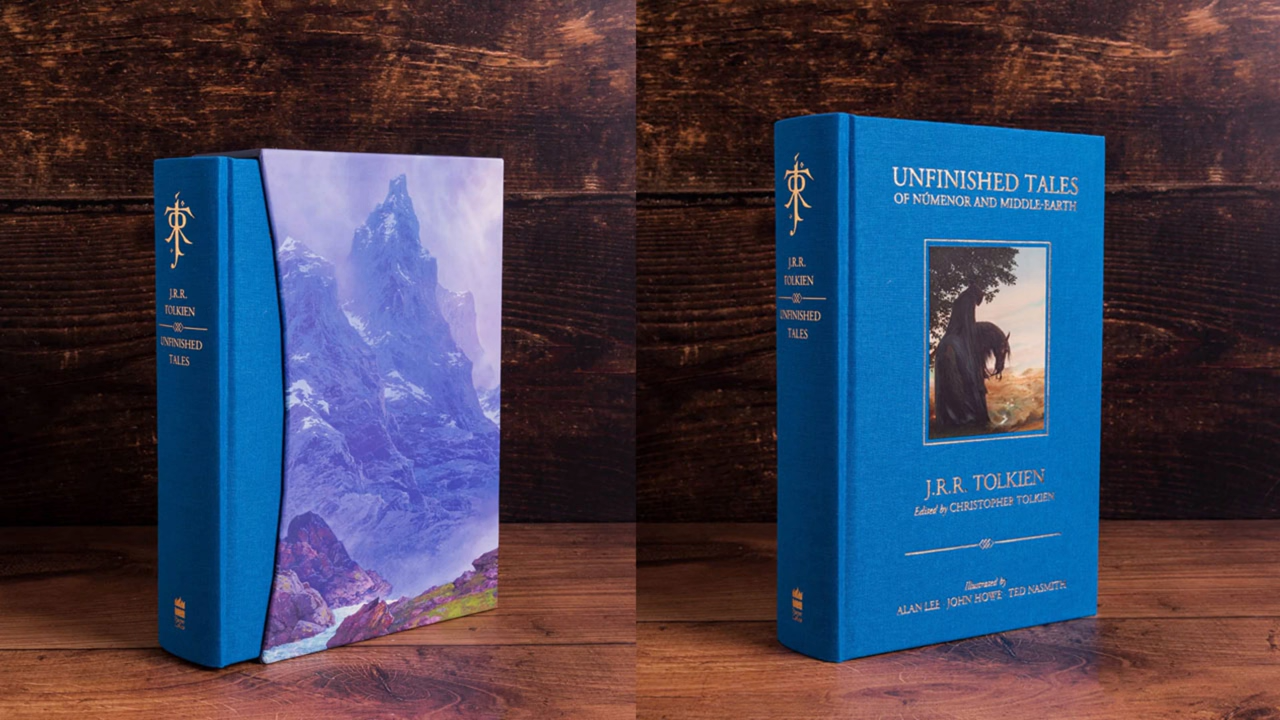 J.R.R.
TOLKIEN
UNFINISHED
TALES
J.R.R.
TOLKIEN
UNFINISHED
TALES
UNFINISHED TALES
OF NÚMENOR AND MIDDLE-EARTH
J.R.R. TOLKIEN
Edited by CHRISTOPHER TOLKIEN
Illustrated by
ALAN LEE JOHN HOWE TED NASMITH